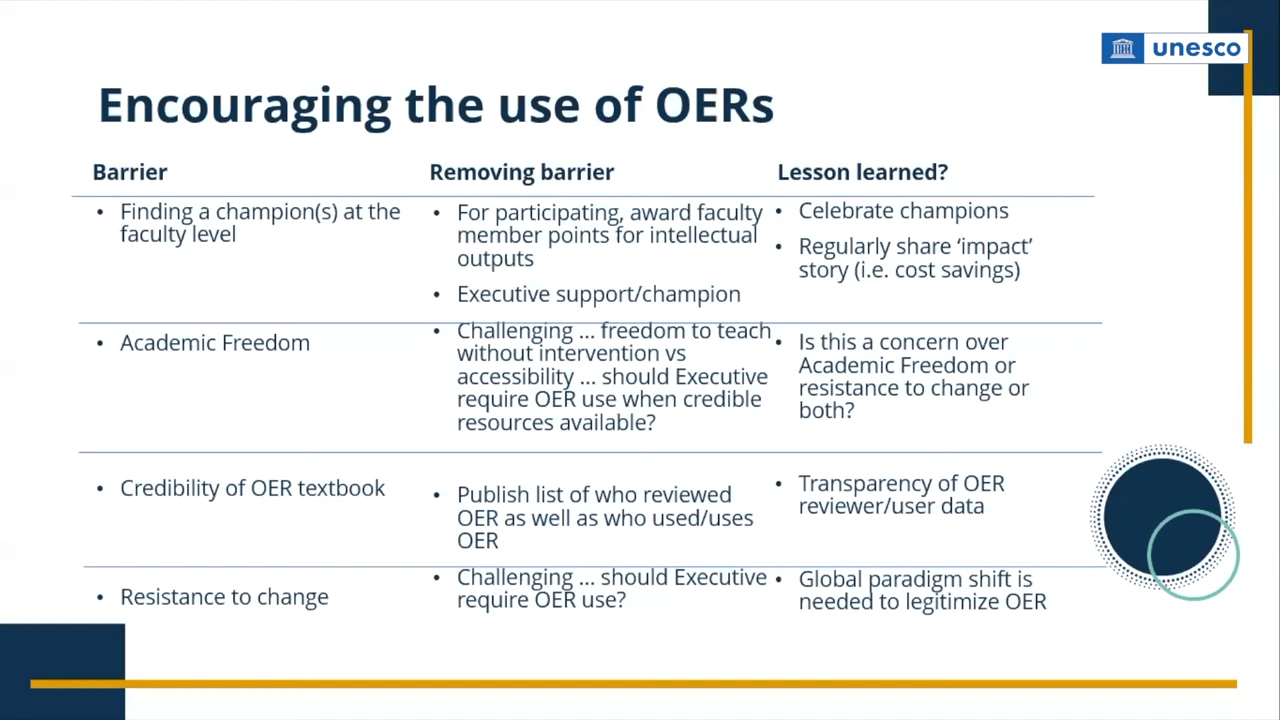 unesco
Encouraging the use of OERs
Barrier
Removing barrier
Lesson learned?
• Finding a champion(s) at the
faculty level
• For participating, award faculty
member points for intellectual
outputs
• Executive support/champion
• Celebrate champions
• Regularly share ‘impact’
story (i.e. cost savings)
• Academic Freedom
• Challenging ... freedom to teach
without intervention vs
accessibility ... should Executive
require OER use when credible
resources available?
• Is this a concern over
Academic Freedom or
resistance to change or
both?
• Credibility of OER textbook
• Publish list of who reviewed
OER as well as who used/uses
OER
• Transparency of OER
reviewer/user data
• Resistance to change
• Challenging ... should Executive
require OER use?
• Global paradigm shift is
needed to legitimize OER